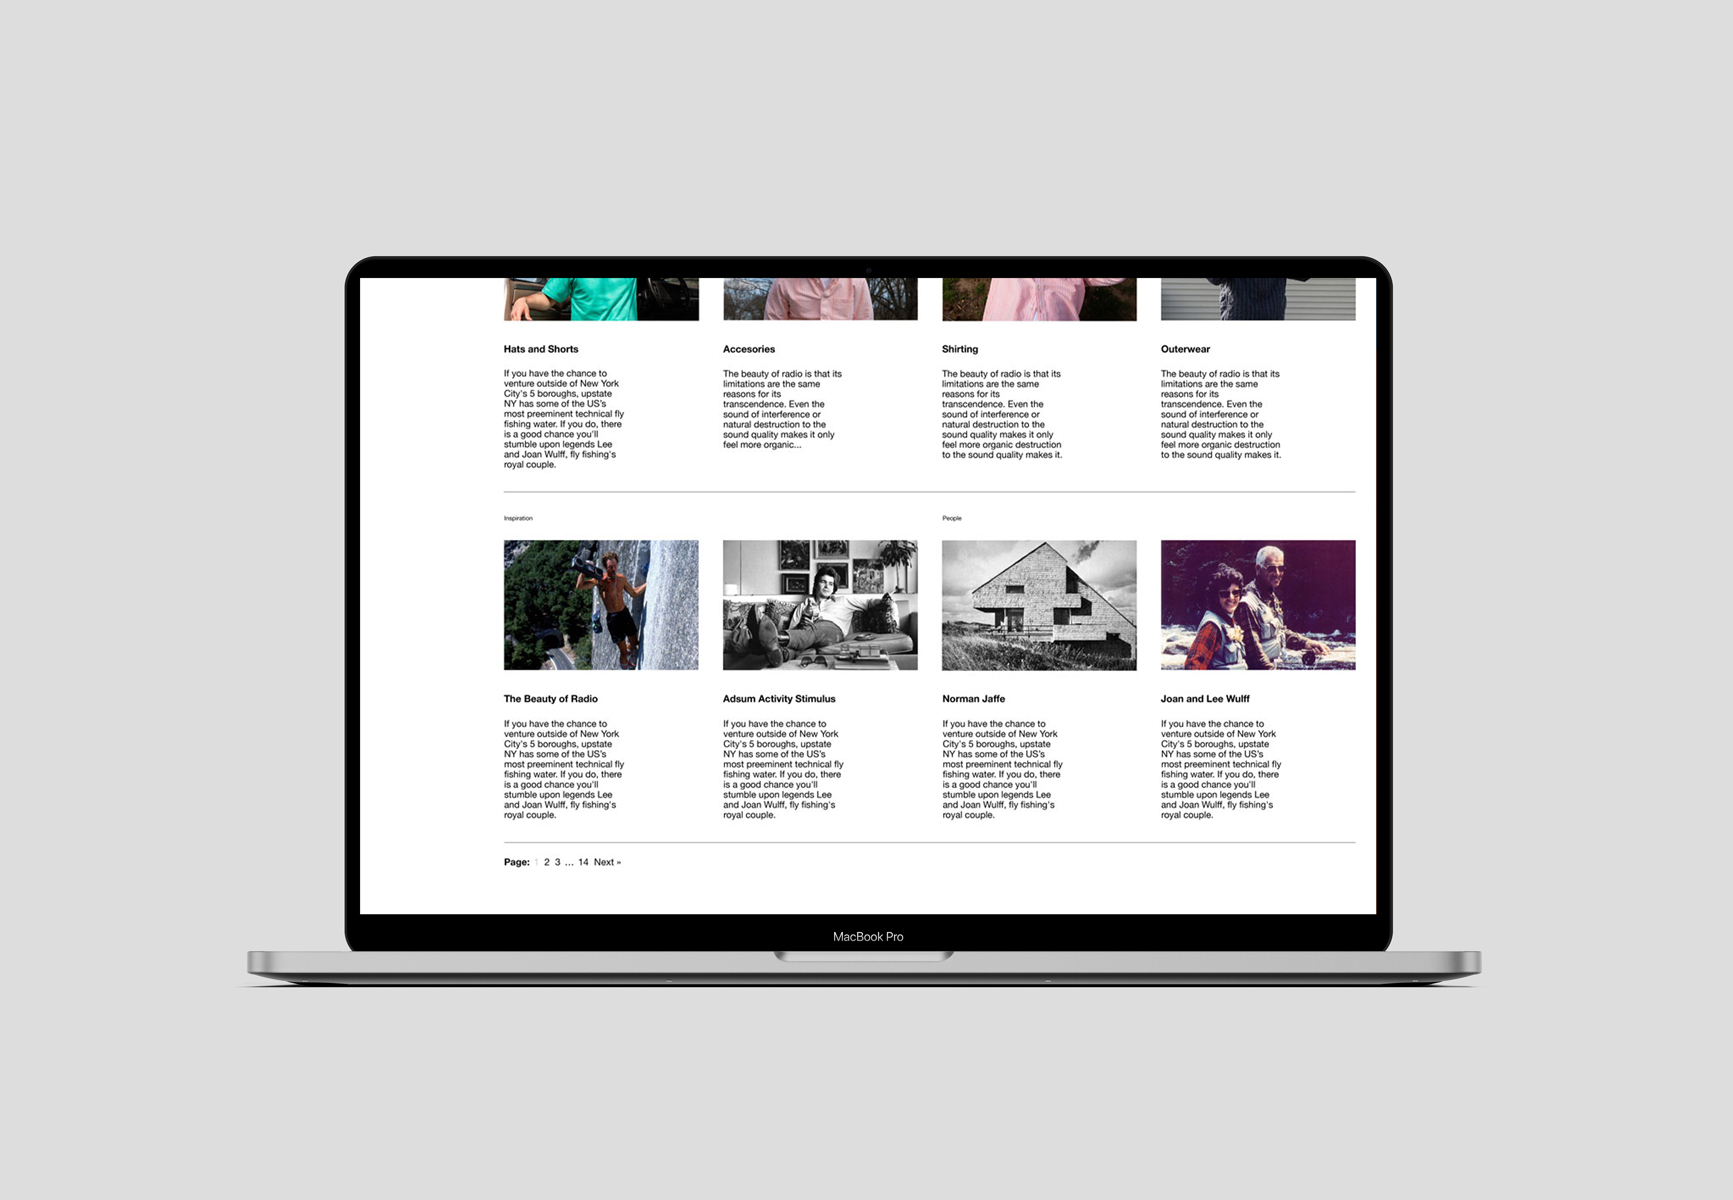 Hats and Shorts
If you have the chance to
venture outside of New York
City's 5 boroughs, upstate
NY has some of the US's
most preeminent technical fly
fishing water. If you do, there
is a good chance you'll
stumble upon legends Lee
and Joan Wulff, fly fishing's
royal couple.
Accesories
The beauty of radio is that its
limitations are the same
reasons for its
transcendence. Even the
sound of interference or
natural destruction to the
sound quality makes it only
feel more organic...
Shirting
The beauty of radio is that its
limitations are the same
reasons for its
transcendence. Even the
sound of interference or
natural destruction to the
sound quality makes it only
feel more organic destruction
to the sound quality makes it.
Outerwear
The beauty of radio is that its
limitations are the same
reasons for its
transcendence. Even the
sound of interference or
natural destruction to the
sound quality makes it only
feel more organic destruction
to the sound quality makes it.
Inspiration
The Beauty of Radio
If you have the chance to
venture outside of New York
City's 5 boroughs, upstate
NY has some of the US's
most preeminent technical fly
fishing water. If you do, there
is a good chance you'll
stumble upon legends Lee
and Joan Wulff, fly fishing's
royal couple.
Adsum Activity Stimulus
If you have the chance to
venture outside of New York
City's 5 boroughs, upstate
NY has some of the US's
most preeminent technical fly
fishing water. If you do, there
is a good chance you'll
stumble upon legends Lee
and Joan Wulff, fly fishing's
royal couple.
People
Norman Jaffe
If you have the chance to
venture outside of New York
City's 5 boroughs, upstate
NY has some of the US's
most preeminent technical fly
fishing water. If you do, there
is a good chance you'll
stumble upon legends Lee
and Joan Wulff, fly fishing's
royal couple.
Joan and Lee Wulff
If you have the chance to
venture outside of New York
City's 5 boroughs, upstate
NY has some of the US's
most preeminent technical fly
fishing water. If you do, there
is a good chance you'll
stumble upon legends Lee
and Joan Wulff, fly fishing's
royal couple.
Page: 1 2 3 ... 14 Next »
MacBook Pro